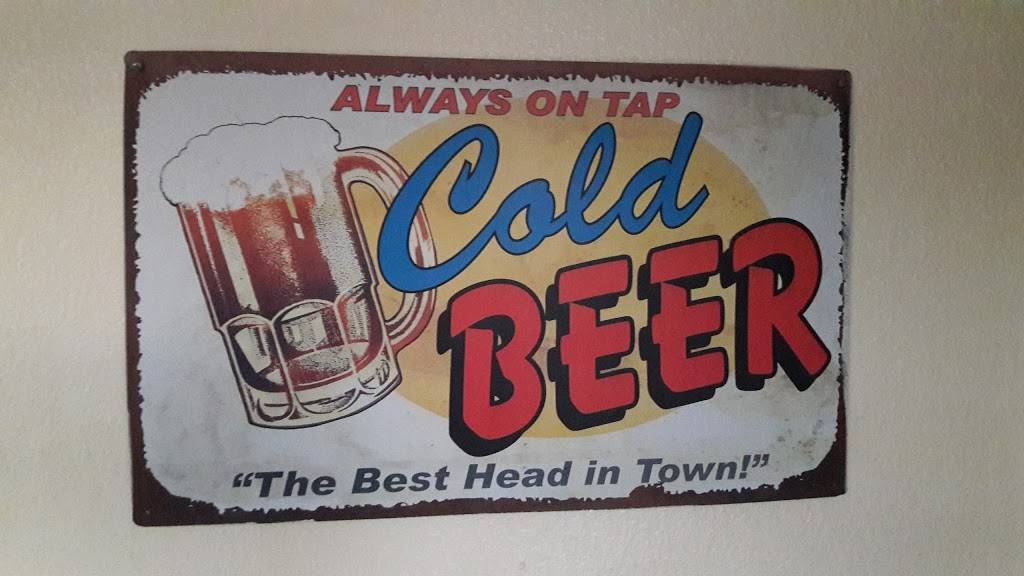 ALWAYS ON TAP
Cold
BEER
“The Best Head in Town!”